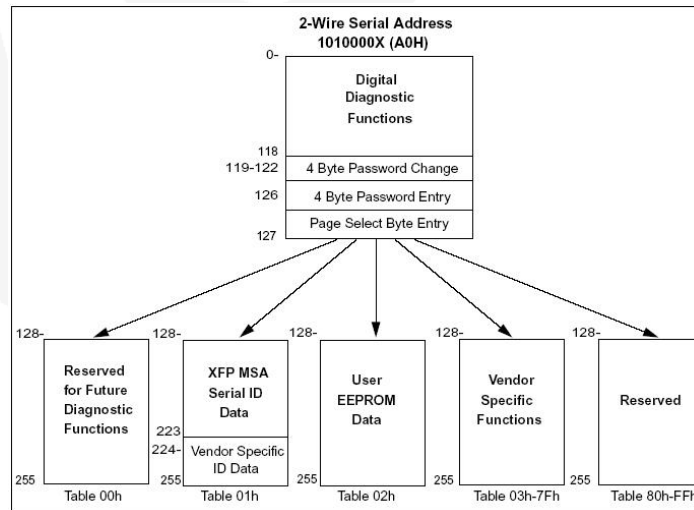 2-Wire Serial Address
1010000X (A0H)
0-
Digital
Diagnostic
Functions
118
119-122
4 Byte Password Change
126
4 Byte Password Entry
Page Select Byte Entry
127
128-
Reserved
for Future
Diagnostic
Functions
255
Table 00h
128-
XFP MSA
Serial ID
Data
223
224-
Vendor Specific
ID Data
255
Table 01h
128-
User
EEPROM
Data
255
Table 02h
128-
Vendor
Specific
Functions
255
Table 03h-7Fh
128-
Reserved
255
Table 80h-FFh